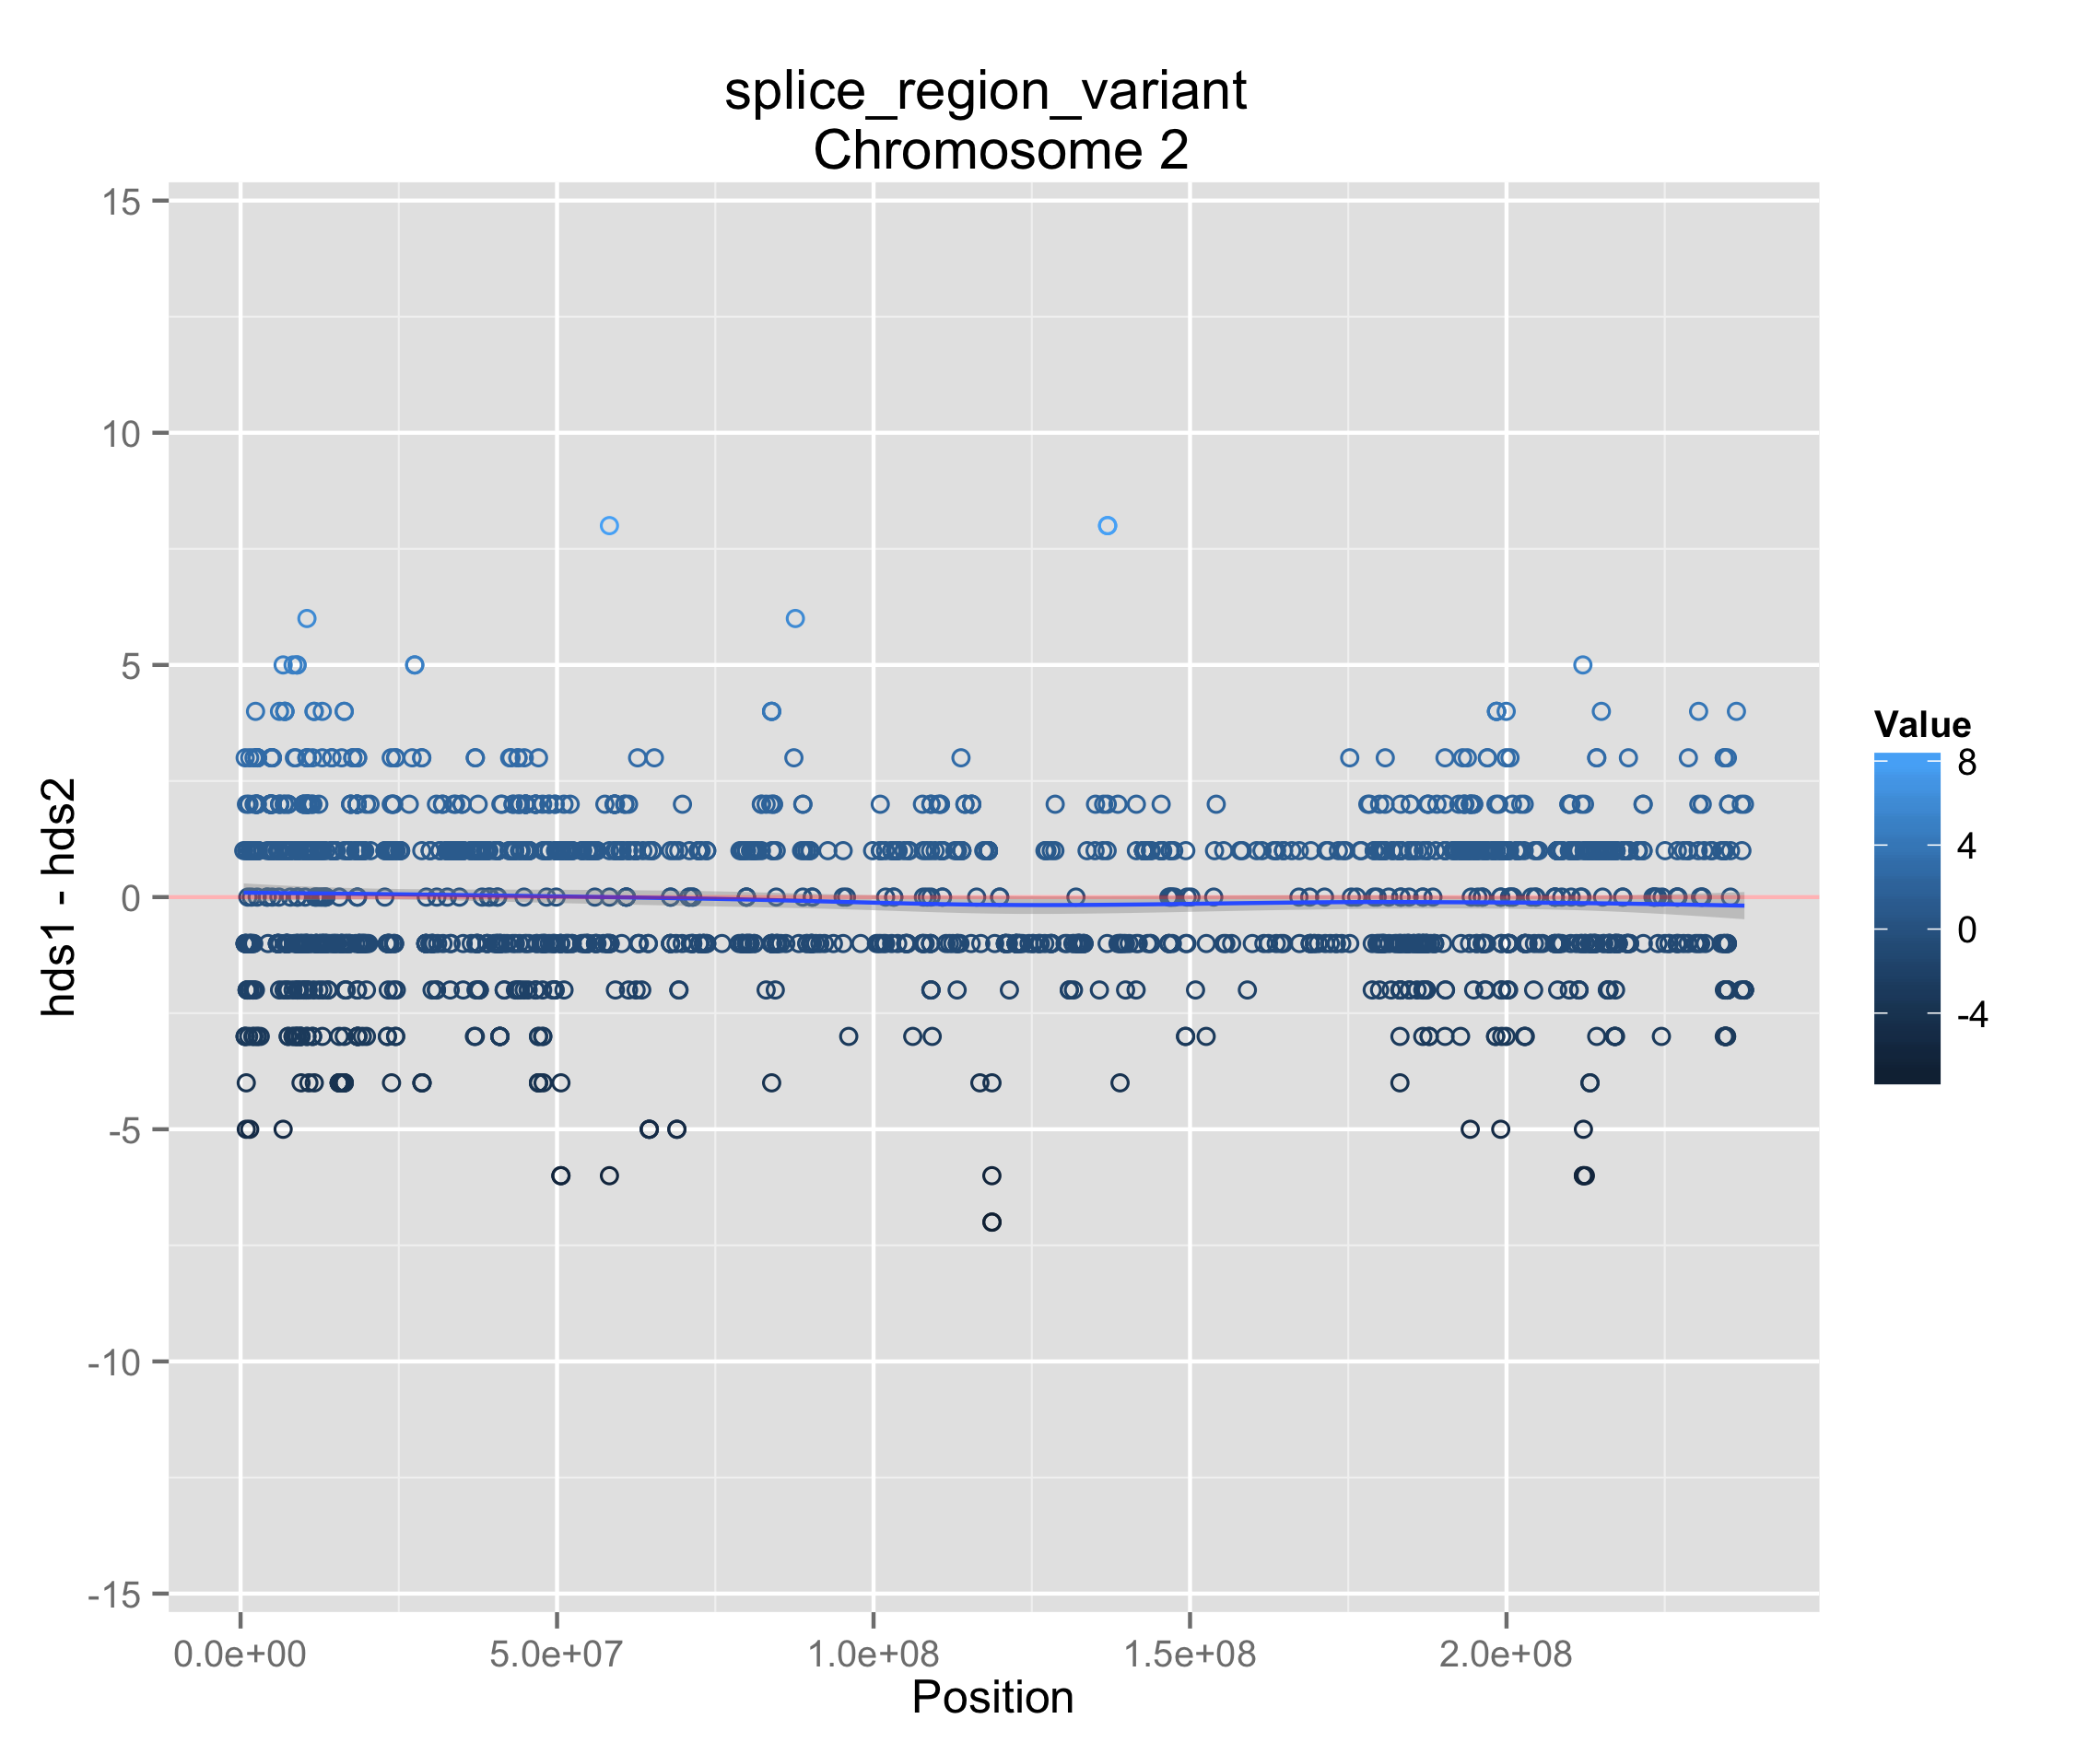 splice_region_variant
Chromosome 2
15
10
5
0
-5
-10
-15
hds1 - hds2
0.0e+00 5.0e+07 1.0e+08 1.5e+08 2.0e+08
Position
Value
8
4
0
-4